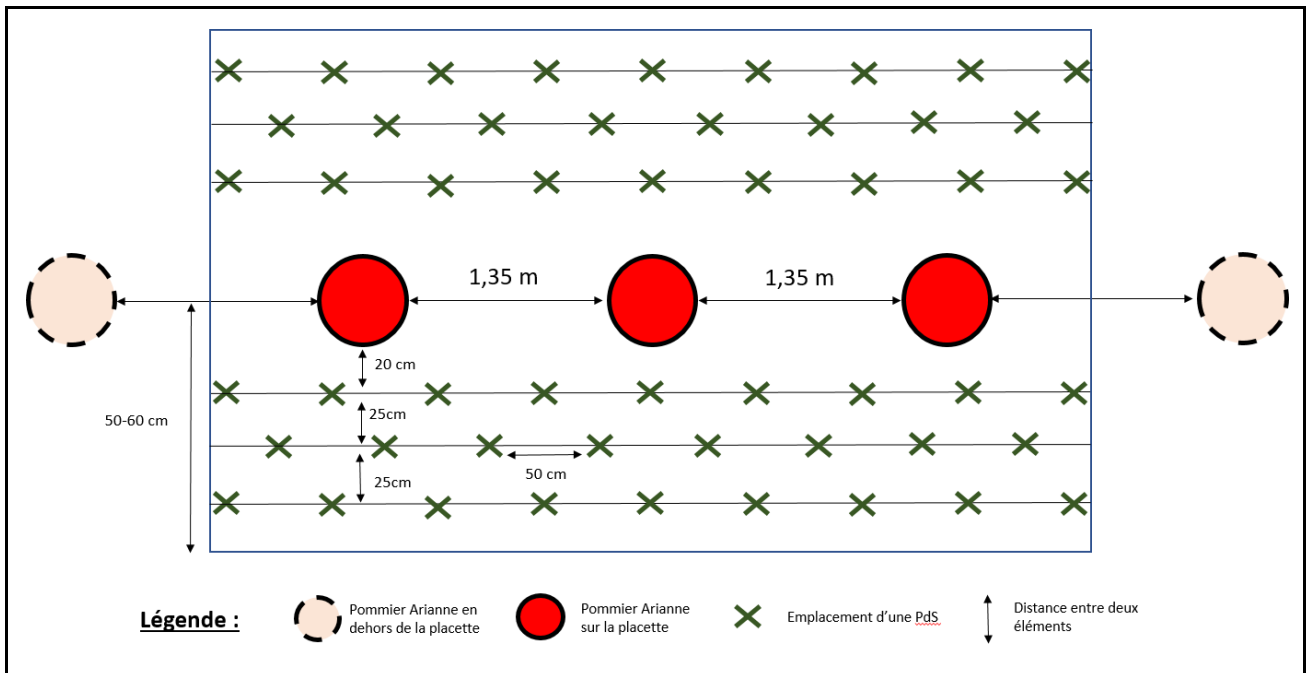 1,35 m
1,35 m
20 cm
25cm
50-60 cm
50 cm
25cm
Légende :
Pommier Arianne en
dehors de la placette
Pommier Arianne
sur la placette
Emplacement d’une PdS
Distance entre deux
éléments